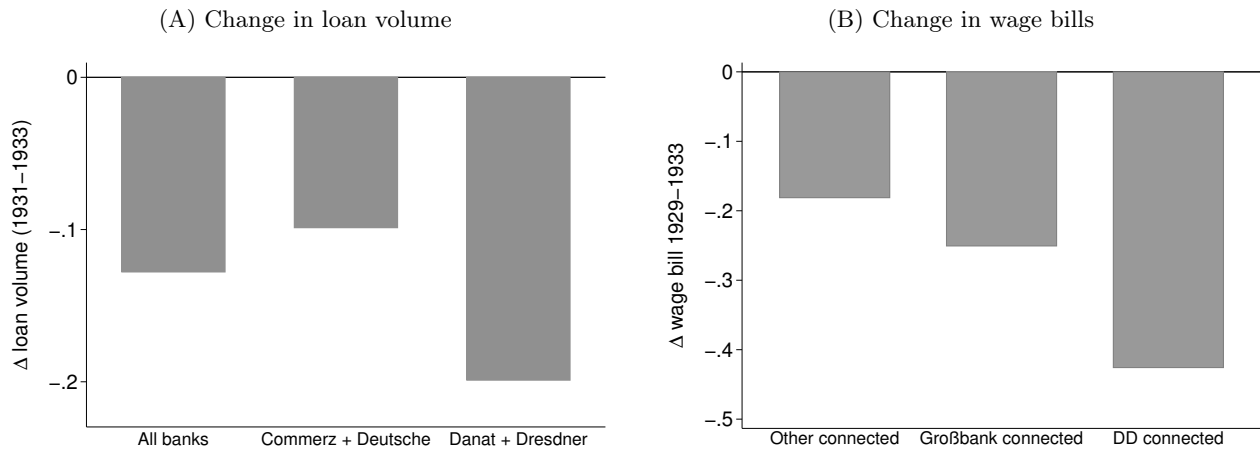 (A) Change in loan volume
0
−.1
−.2
Δ loan volume (1931−1933)
All banks
Commerz + Deutsche
Danat + Dresdner
(B) Change in wage bills
0
−.1
−.2
−.3
−.4
−.5
Δ wage bill 1929−1933
Other connected
Großbank connected
DD connected